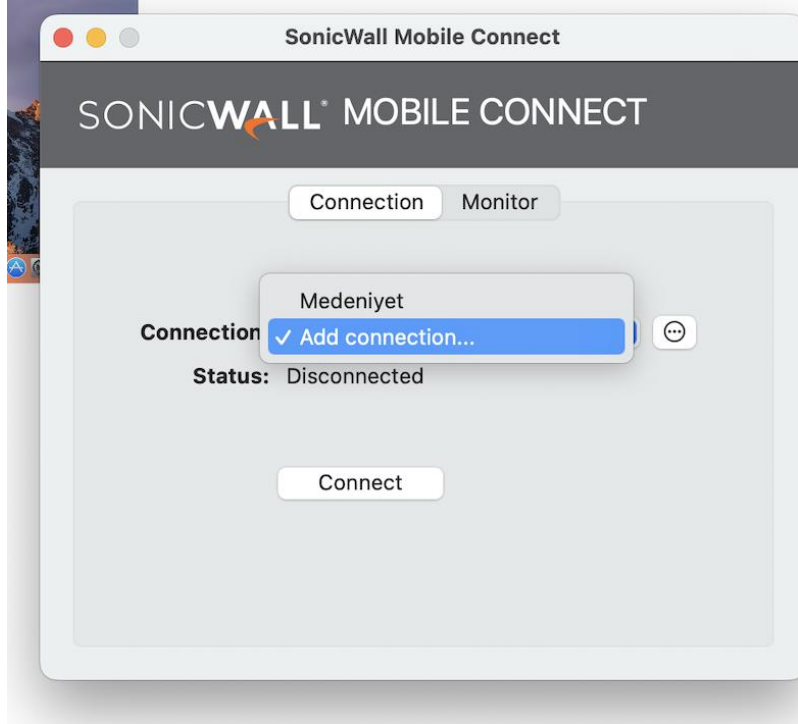 SonicWall Mobile Connect
SONICWALL® MOBILE CONNECT
Connection Monitor
Medeniyet
Connection
✓ Add connection...
Status: Disconnected
Connect